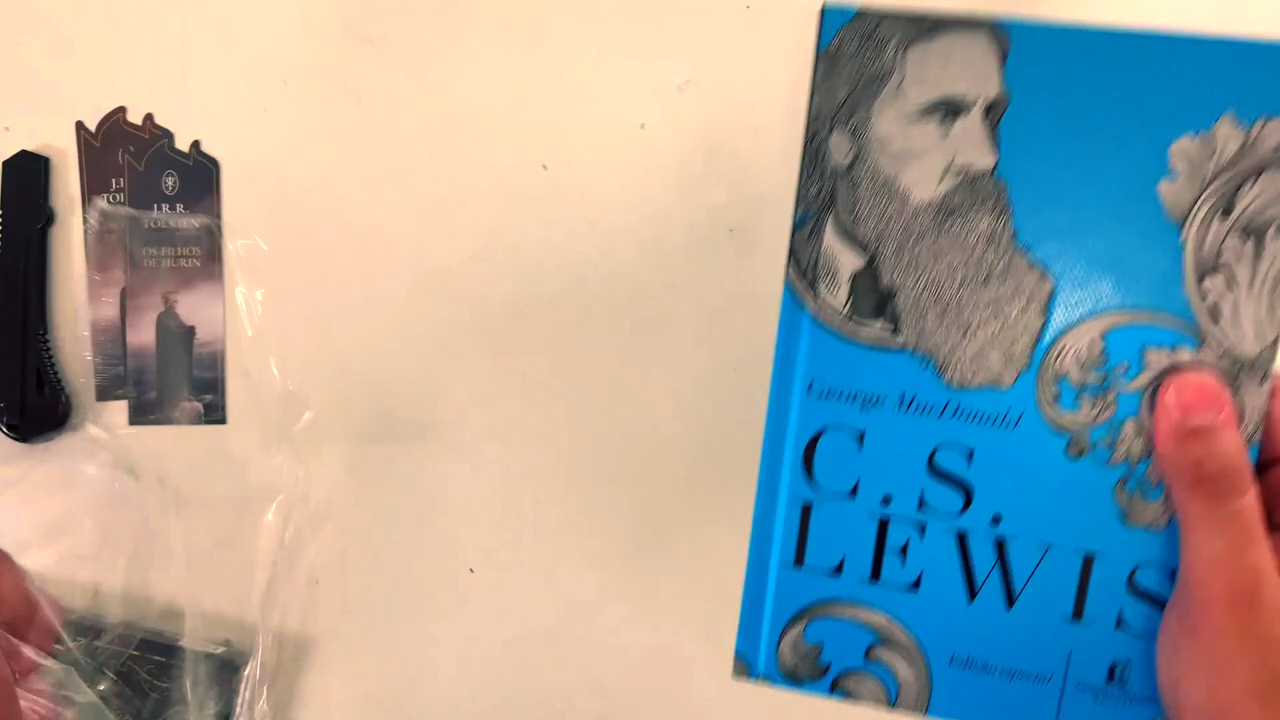 J.R.R.
TOLKIEN
OS FILHOS
DE HÚRIN
George MacDonald
C.S.
LEWIS
Edição especial